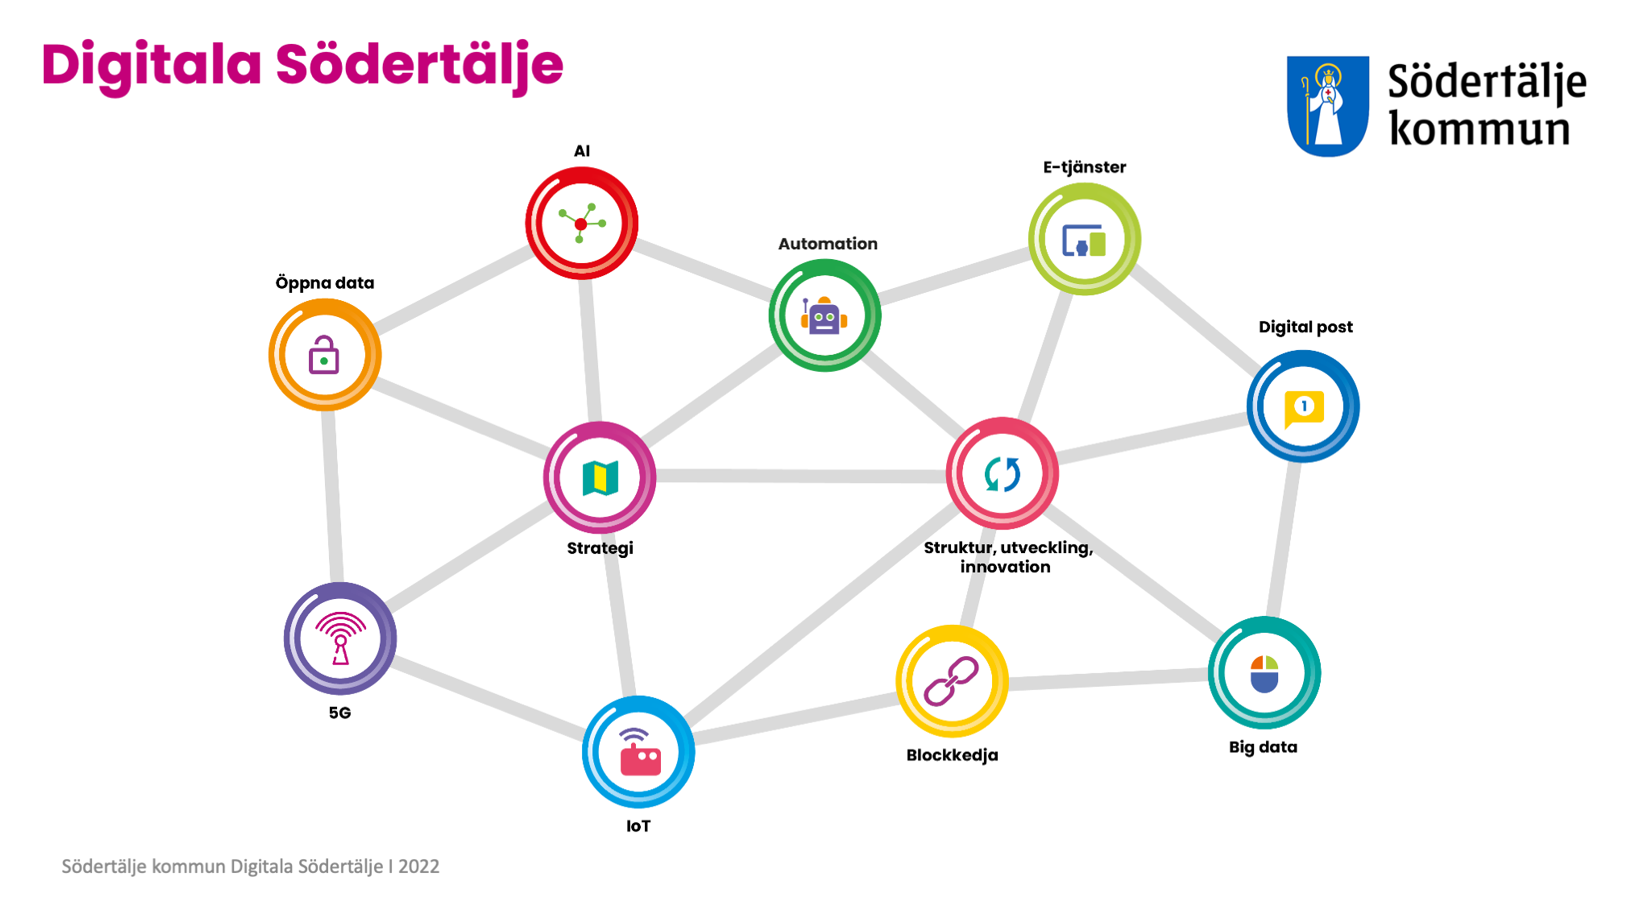 Digitala Södertälje
Södertälje
kommun
AI
E-tjänster
Automation
Öppna data
Digital post
1
Strategi
Struktur, utveckling,
innovation
5G
Blockkedja
Big data
IoT
Södertälje kommun Digitala Södertälje I 2022